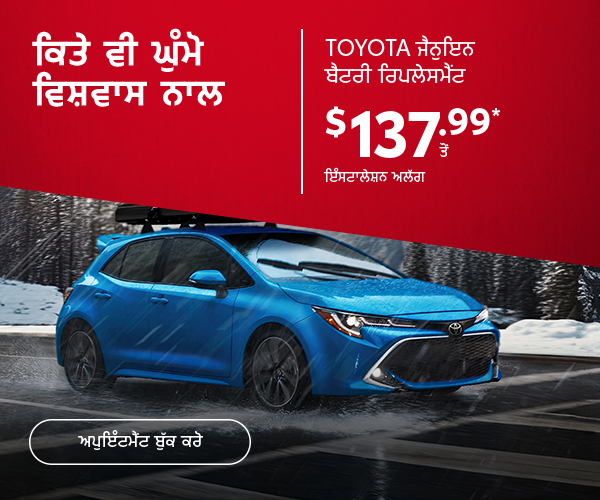 ਕਿਤੇ ਵੀ ਘੁੰਮੋ
ਵਿਸ਼ਵਾਸ ਨਾਲ
TOYOTA ਜੈਨੁਇਨ
ਬੈਟਰੀ ਰਿਪਲੇਸਮੈਂਟ
$137.99*
ਤੋਂ
ਇੰਸਟਾਲੇਸ਼ਨ ਅਲੱਗ
ਅਪੁਇੰਟਮੈਂਟ ਬੁੱਕ ਕਰੋ